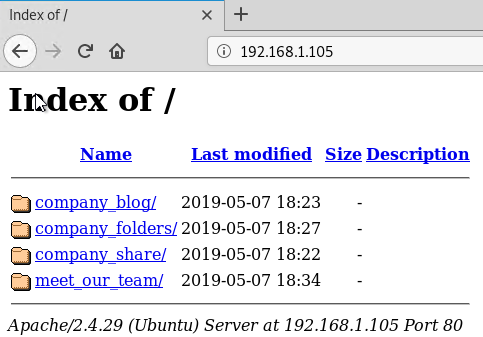 Index of /
192.168.1.105
Index of /
Name Last modified Size Description
company_blog/ 2019-05-07 18:23 -
company_folders/ 2019-05-07 18:27 -
company_share/ 2019-05-07 18:22 -
meet_our_team/ 2019-05-07 18:34 -
Apache/2.4.29 (Ubuntu) Server at 192.168.1.105 Port 80